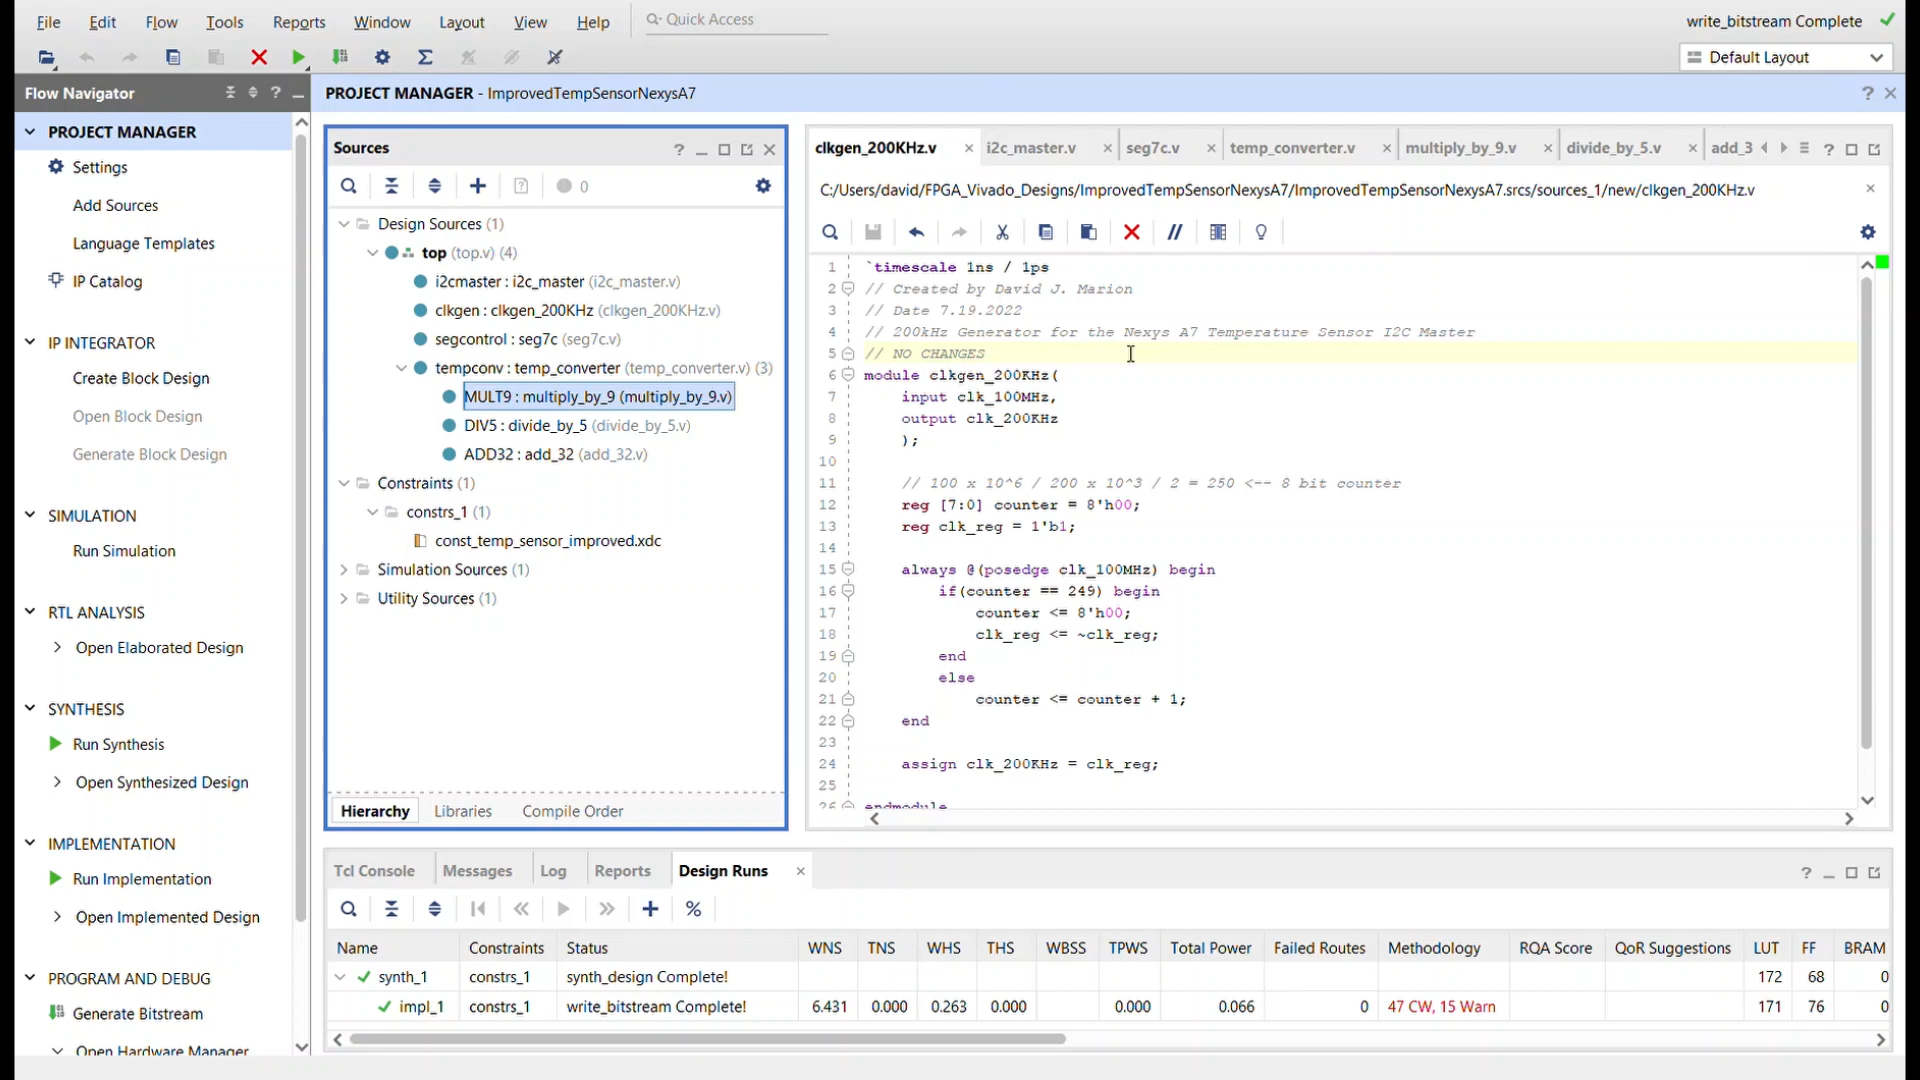 File Edit Flow Tools Reports Window Layout View Help Quick Access write_bitstream Complete
Default Layout
Flow Navigator
PROJECT MANAGER - ImprovedTempSensorNexysA7
PROJECT MANAGER
Settings
Add Sources
Language Templates
IP Catalog
IP INTEGRATOR
Create Block Design
Open Block Design
Generate Block Design
SIMULATION
Run Simulation
RTL ANALYSIS
Open Elaborated Design
SYNTHESIS
Run Synthesis
Open Synthesized Design
IMPLEMENTATION
Run Implementation
Open Implemented Design
PROGRAM AND DEBUG
Generate Bitstream
Open Hardware Manager
Sources
0
Design Sources (1)
top (top.v) (4)
i2cmaster : i2c_master (i2c_master.v)
clkgen : clkgen_200KHz (clkgen_200KHz.v)
segcontrol : seg7c (seg7c.v)
tempconv : temp_converter (temp_converter.v) (3)
MULT9 : multiply_by_9 (multiply_by_9.v)
DIV5 : divide_by_5 (divide_by_5.v)
ADD32 : add_32 (add_32.v)
Constraints (1)
constrs_1 (1)
const_temp_sensor_improved.xdc
Simulation Sources (1)
Utility Sources (1)
Hierarchy Libraries Compile Order
clkgen_200KHz.v i2c_master.v seg7c.v temp_converter.v multiply_by_9.v divide_by_5.v add_3
C:/Users/david/FPGA_Vivado_Designs/ImprovedTempSensorNexysA7/ImprovedTempSensorNexysA7.srcs/sources_1/new/clkgen_200KHz.v
1 `timescale 1ns / 1ps
2 // Created by David J. Marion
3 // Date 7.19.2022
4 // 200kHz Generator for the Nexys A7 Temperature Sensor I2C Master
5 // NO CHANGES
6 module clkgen_200KHz(
7 input clk_100MHz,
8 output clk_200KHz
9 );
10
11 // 100 x 10^6 / 200 x 10^3 / 2 = 250 <-- 8 bit counter
12 reg [7:0] counter = 8'h00;
13 reg clk_reg = 1'b1;
14
15 always @(posedge clk_100MHz) begin
16 if(counter == 249) begin
17 counter <= 8'h00;
18 clk_reg <= ~clk_reg;
19 end
20 else
21 counter <= counter + 1;
22 end
23
24 assign clk_200KHz = clk_reg;
25
26 endmodule
Tcl Console Messages Log Reports Design Runs
Name Constraints Status WNS TNS WHS THS WBSS TPWS Total Power Failed Routes Methodology RQA Score QoR Suggestions LUT FF BRAM
synth_1 constrs_1 synth_design Complete! 172 68 0
impl_1 constrs_1 write_bitstream Complete! 6.431 0.000 0.263 0.000 0.000 0.066 0 47 CW, 15 Warn 171 76 0